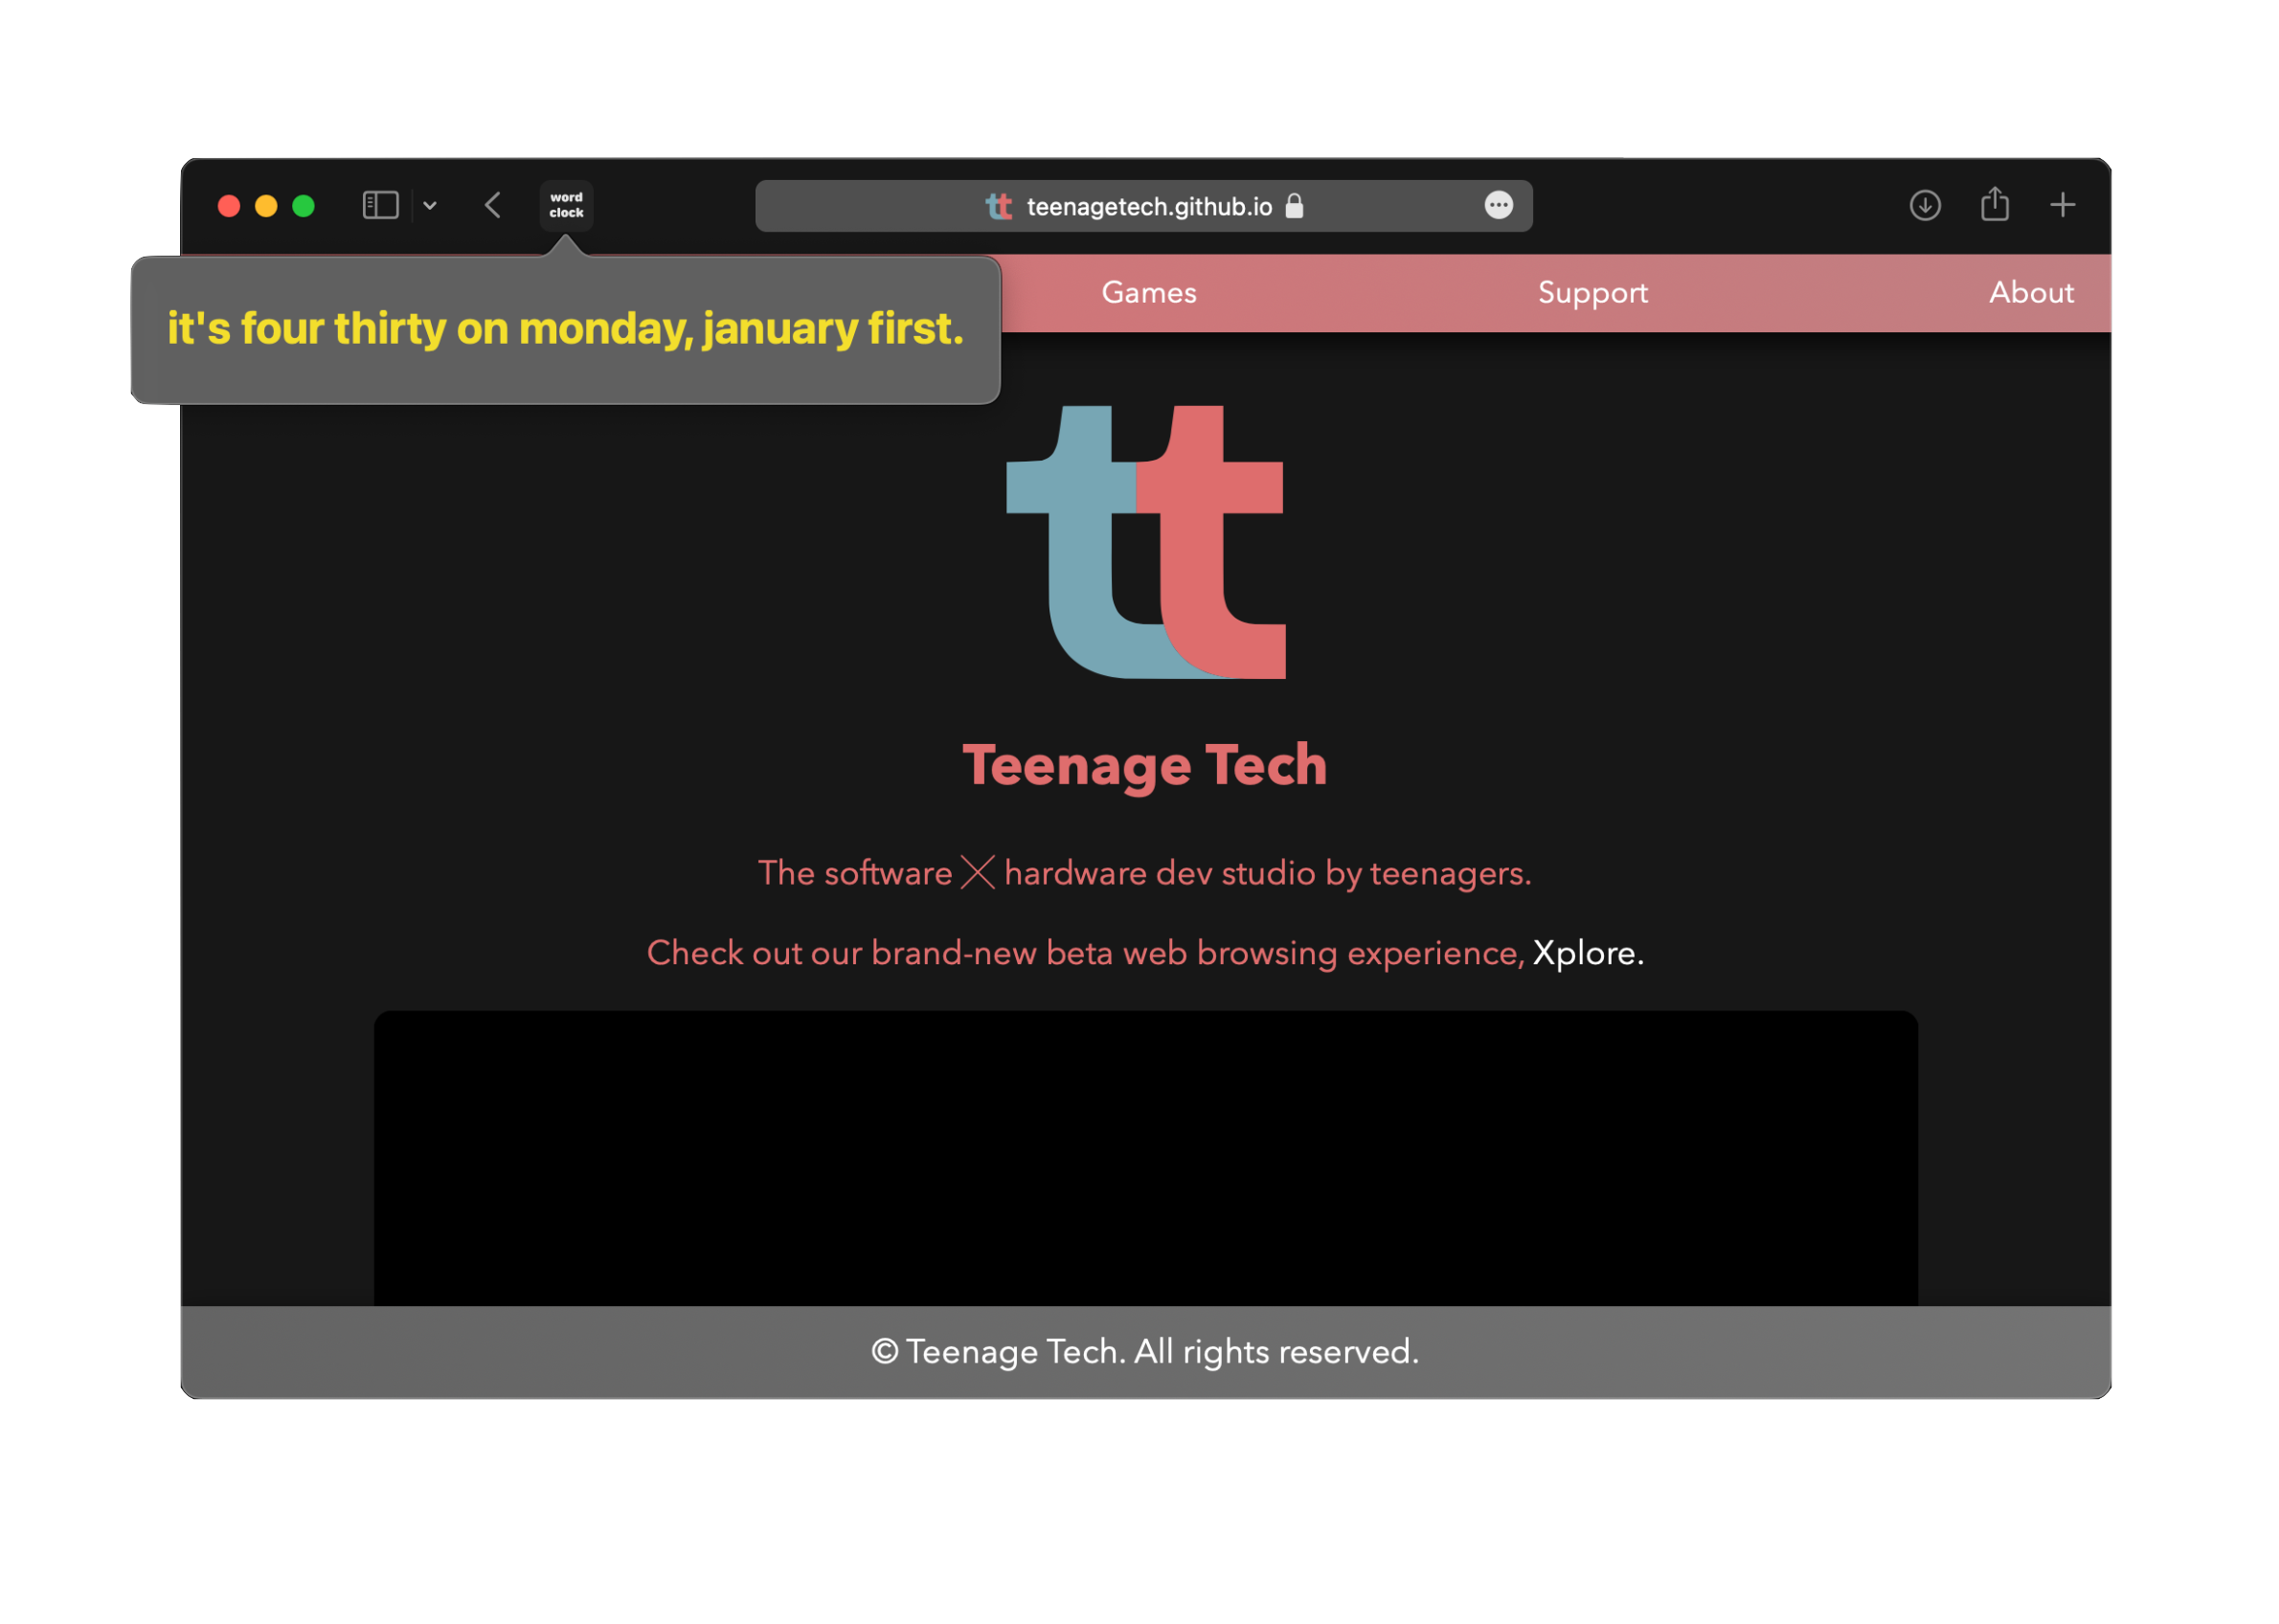 word
clock
teenagetech.github.io
it's four thirty on monday, january first.
Games
Support
About
tt
Teenage Tech
The software X hardware dev studio by teenagers.
Check out our brand-new beta web browsing experience, Xplore.
© Teenage Tech. All rights reserved.